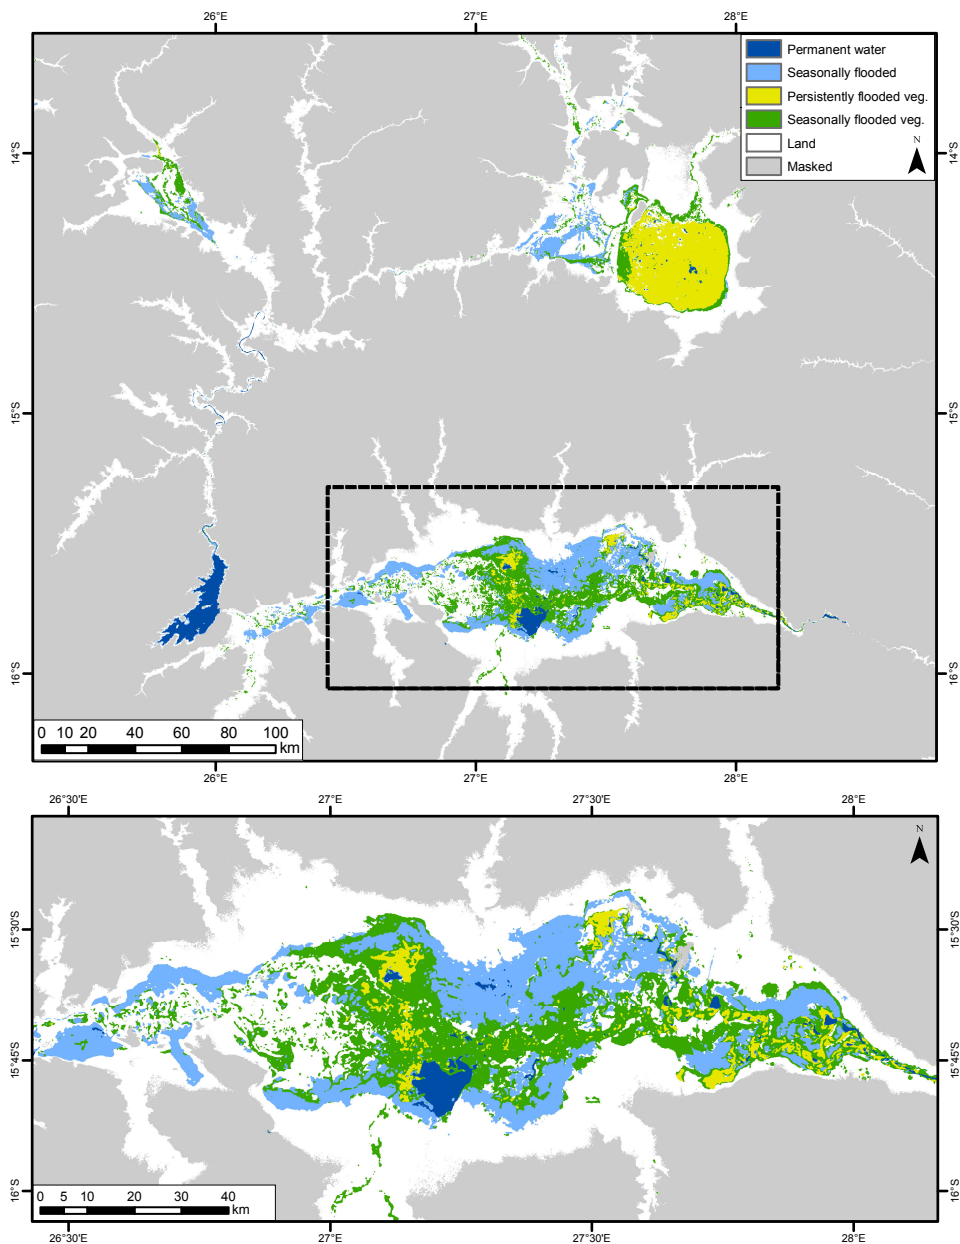 26°E 27°E 28°E
Permanent water
Seasonally flooded
Persistently flooded veg.
Seasonally flooded veg.
Land
Masked
N
14°S 14°S
15°S 15°S
16°S 16°S
0 10 20 40 60 80 100
km
26°E 27°E 28°E
26°30'E 27°E 27°30'E 28°E
N
15°30'S 15°30'S
15°45'S 15°45'S
16°S 16°S
0 5 10 20 30 40
km
26°30'E 27°E 27°30'E 28°E